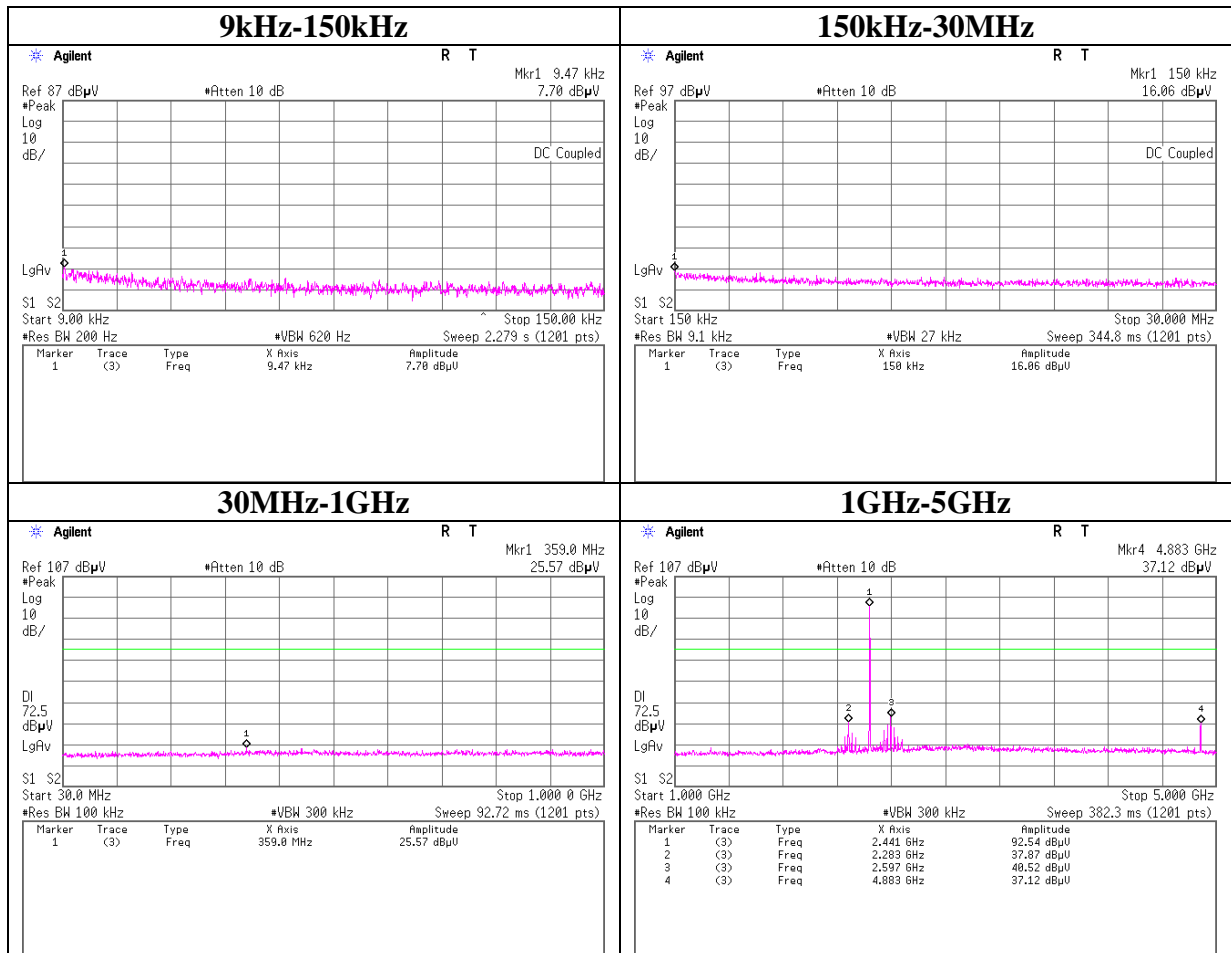 9kHz-150kHz
Agilent R T
Mkr1 9.47 kHz
Ref 87 dBµV #Atten 10 dB 7.70 dBµV
#Peak
Log
10
dB/
DC Coupled
1
LgAv
S1 S2
Start 9.00 kHz ^ Stop 150.00 kHz
#Res BW 200 Hz #VBW 620 Hz Sweep 2.279 s (1201 pts)
Marker Trace Type X Axis Amplitude
1 (3) Freq 9.47 kHz 7.70 dBµV
150kHz-30MHz
Agilent R T
Mkr1 150 kHz
Ref 97 dBµV #Atten 10 dB 16.06 dBµV
#Peak
Log
10
dB/
DC Coupled
1
LgAv
S1 S2
Start 150 kHz Stop 30.000 MHz
#Res BW 9.1 kHz #VBW 27 kHz Sweep 344.8 ms (1201 pts)
Marker Trace Type X Axis Amplitude
1 (3) Freq 150 kHz 16.06 dBµV
30MHz-1GHz
Agilent R T
Mkr1 359.0 MHz
Ref 107 dBµV #Atten 10 dB 25.57 dBµV
#Peak
Log
10
dB/
DI
72.5
dBµV
1
LgAv
S1 S2
Start 30.0 MHz Stop 1.000 0 GHz
#Res BW 100 kHz #VBW 300 kHz Sweep 92.72 ms (1201 pts)
Marker Trace Type X Axis Amplitude
1 (3) Freq 359.0 MHz 25.57 dBµV
1GHz-5GHz
Agilent R T
Mkr4 4.883 GHz
Ref 107 dBµV #Atten 10 dB 37.12 dBµV
#Peak
1
Log
10
dB/
DI
72.5
2 3 4
dBµV
LgAv
S1 S2
Start 1.000 GHz Stop 5.000 GHz
#Res BW 100 kHz #VBW 300 kHz Sweep 382.3 ms (1201 pts)
Marker Trace Type X Axis Amplitude
1 (3) Freq 2.441 GHz 92.54 dBµV
2 (3) Freq 2.283 GHz 37.87 dBµV
3 (3) Freq 2.597 GHz 40.52 dBµV
4 (3) Freq 4.883 GHz 37.12 dBµV